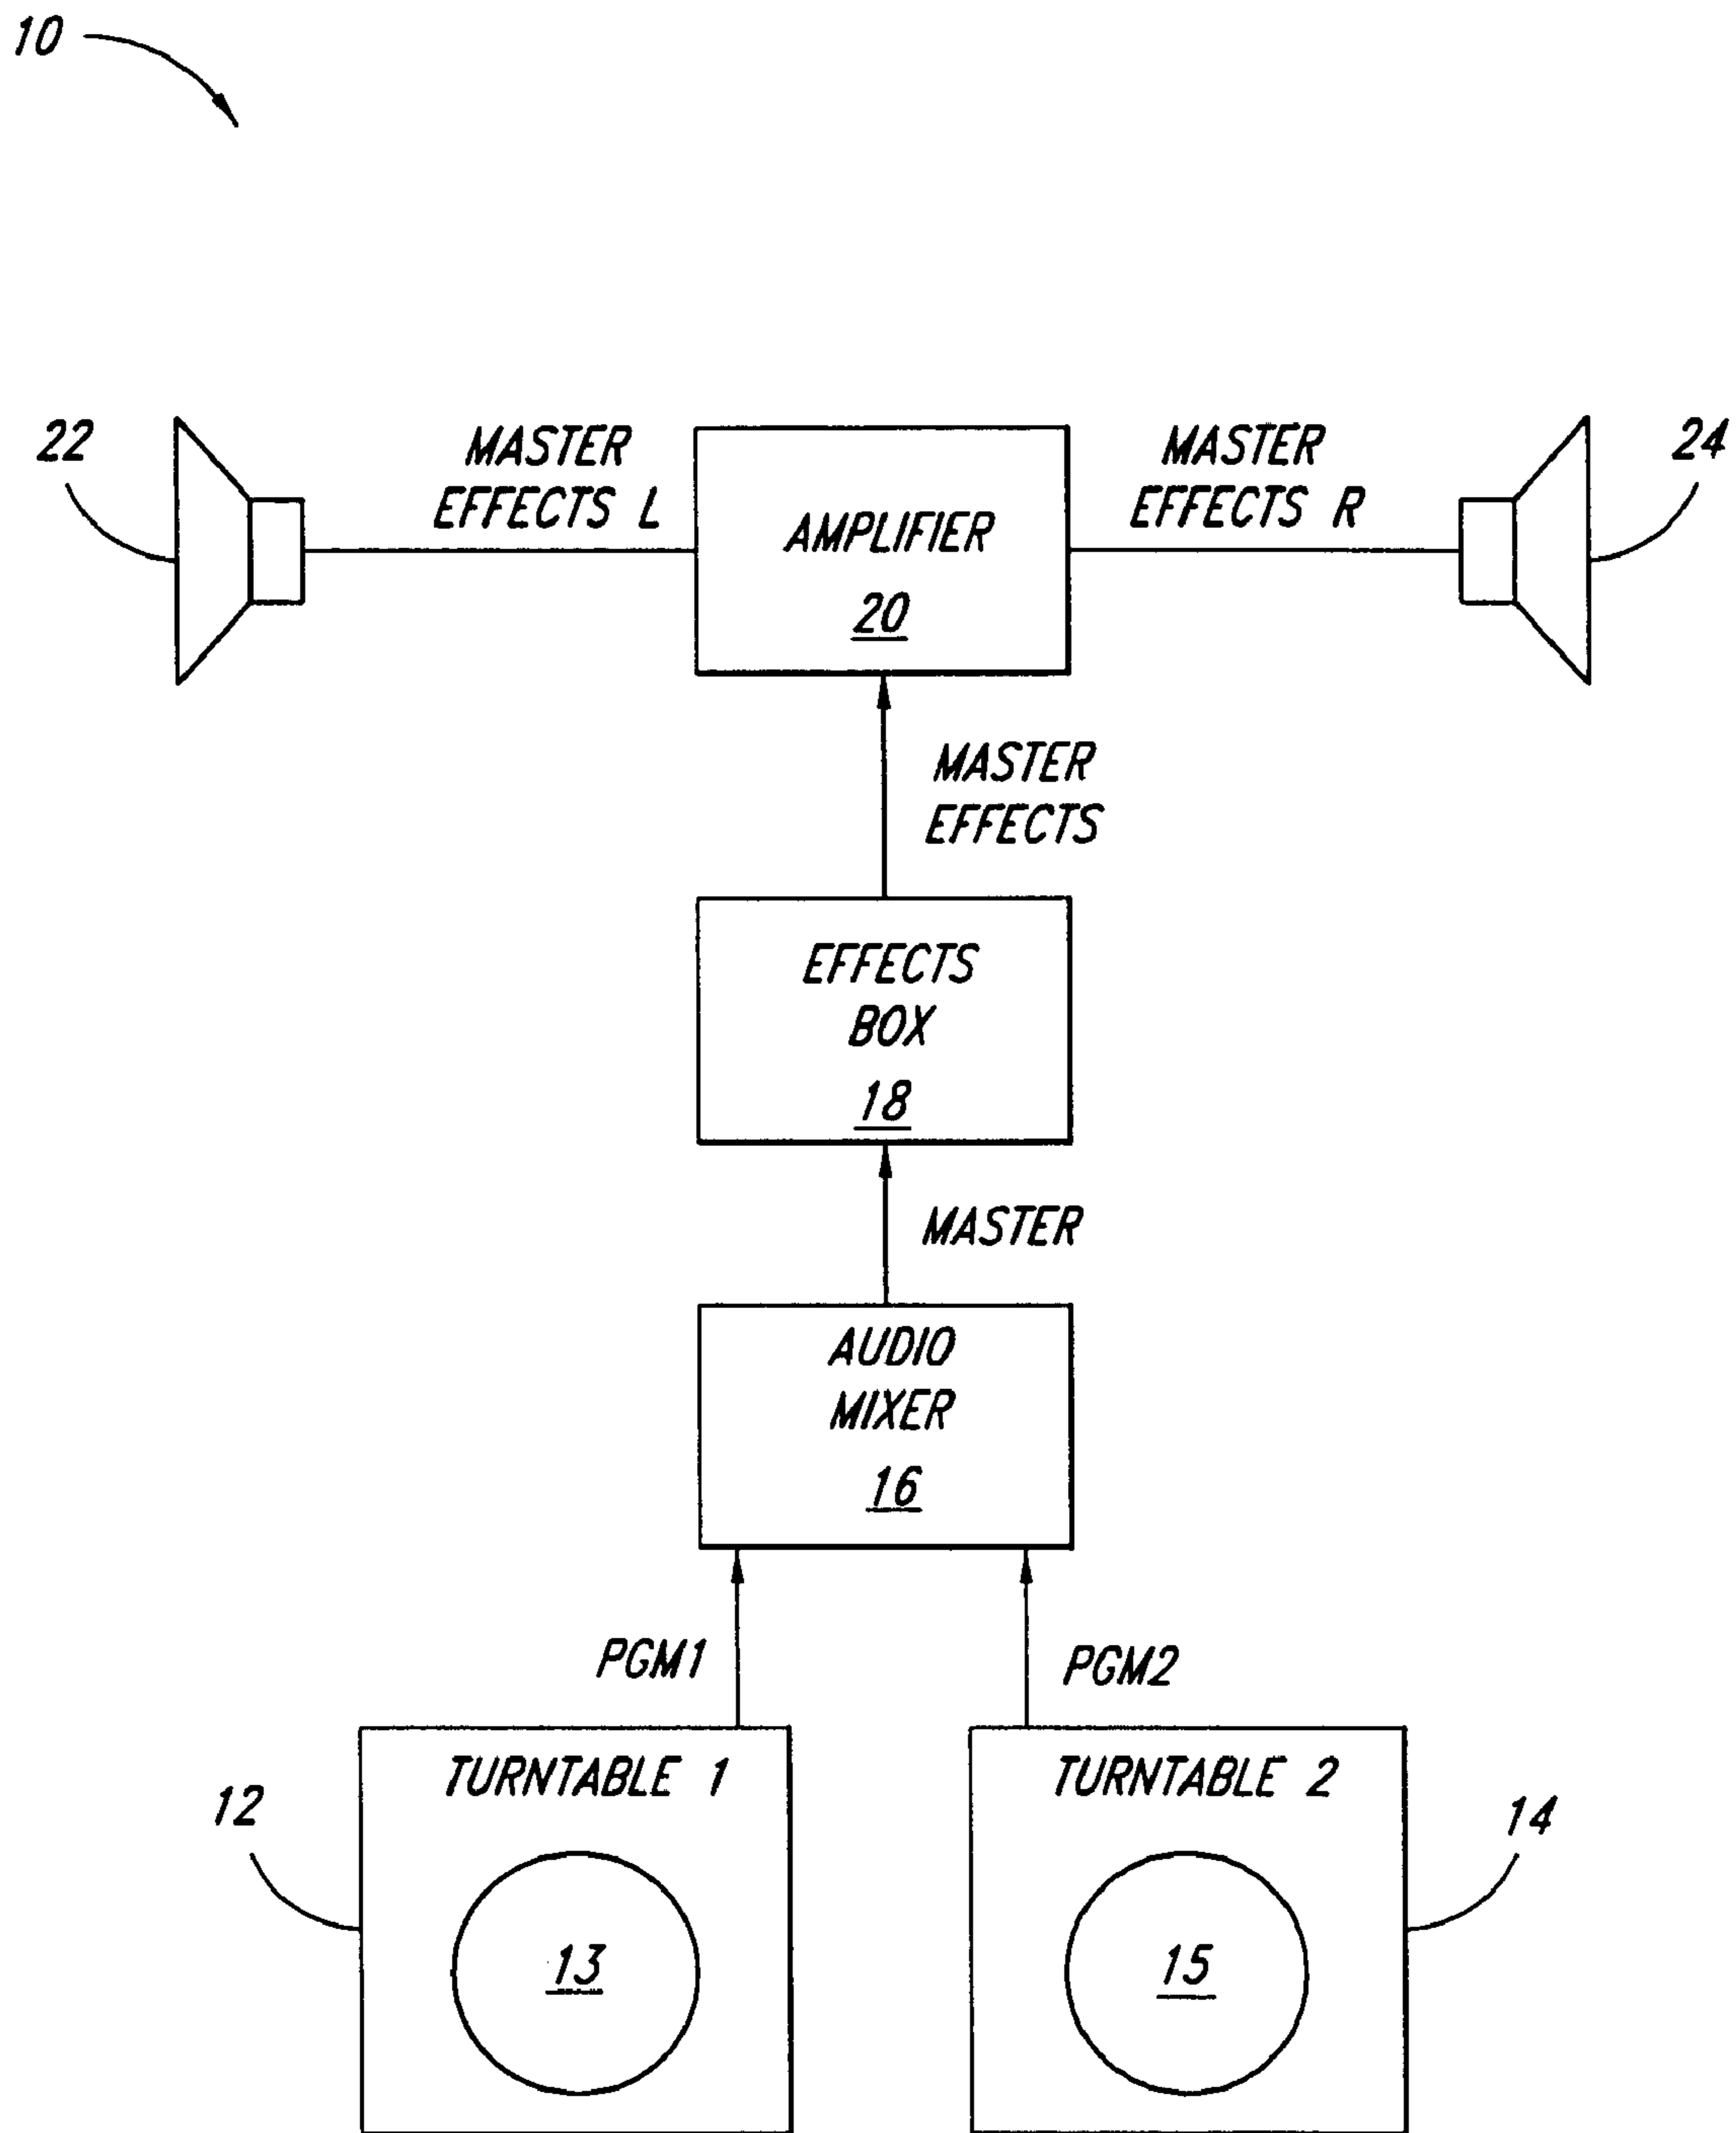 10
22
MASTER
EFFECTS L
AMPLIFIER
20
MASTER
EFFECTS R
24
MASTER
EFFECTS
EFFECTS
BOX
18
MASTER
AUDIO
MIXER
16
PGM1
PGM2
TURNTABLE 1
12
13
TURNTABLE 2
14
15